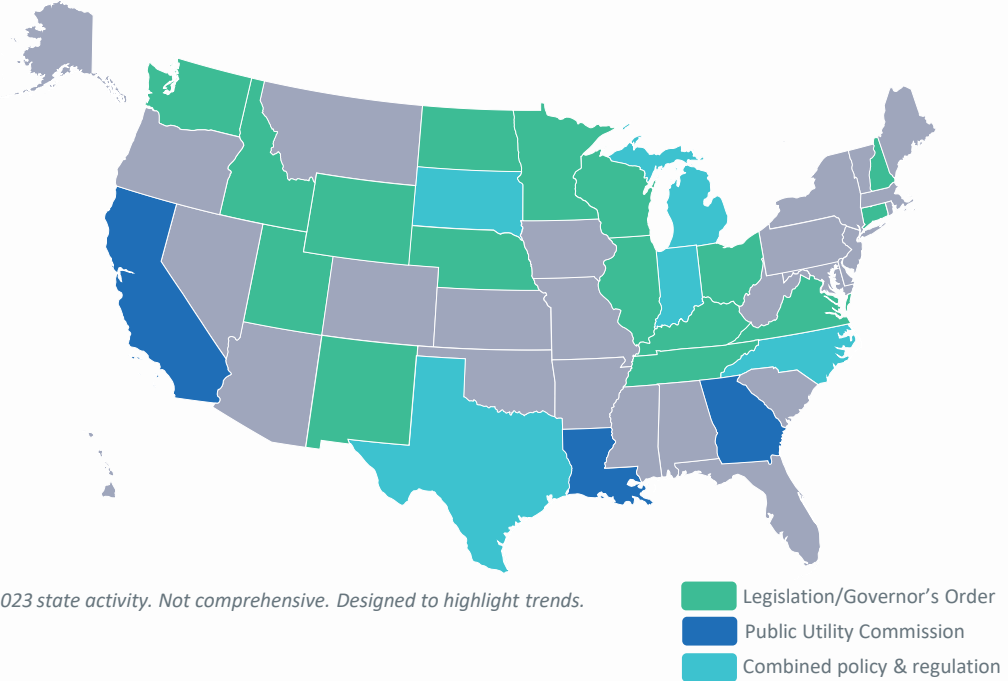 023 state activity. Not comprehensive. Designed to highlight trends.
Legislation/Governor's Order
Public Utility Commission
Combined policy & regulation